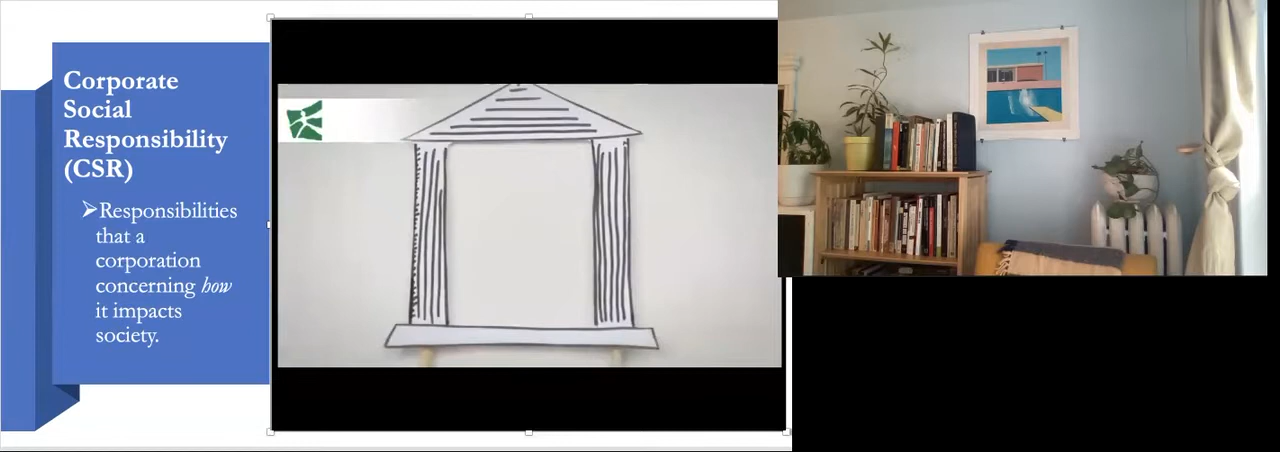 Corporate
Social
Responsibility
(CSR)
➢Responsibilities
that a
corporation
concerning how
it impacts
society.